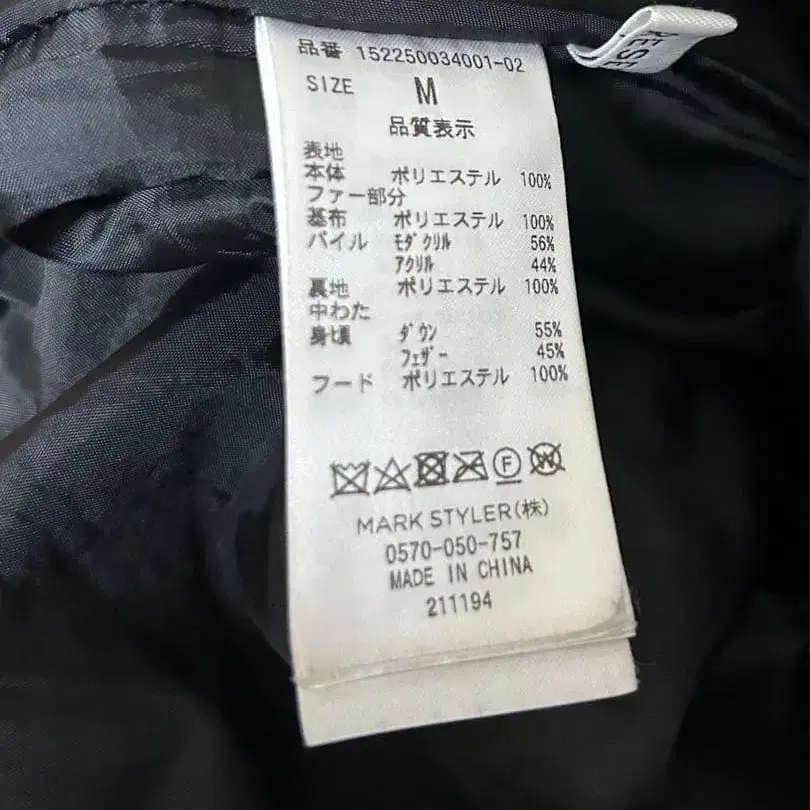 品番 152250034001-02
SIZE M
品質表示
表地
本体 ポリエステル 100%
ファー部分
基布 ポリエステル 100%
パイル モダクリル 56%
アクリル 44%
裏地 ポリエステル 100%
中わた
身頃 ダウン 55%
フェザー 45%
フード ポリエステル 100%
F W
MARK STYLER(株)
0570-050-757
MADE IN CHINA
211194